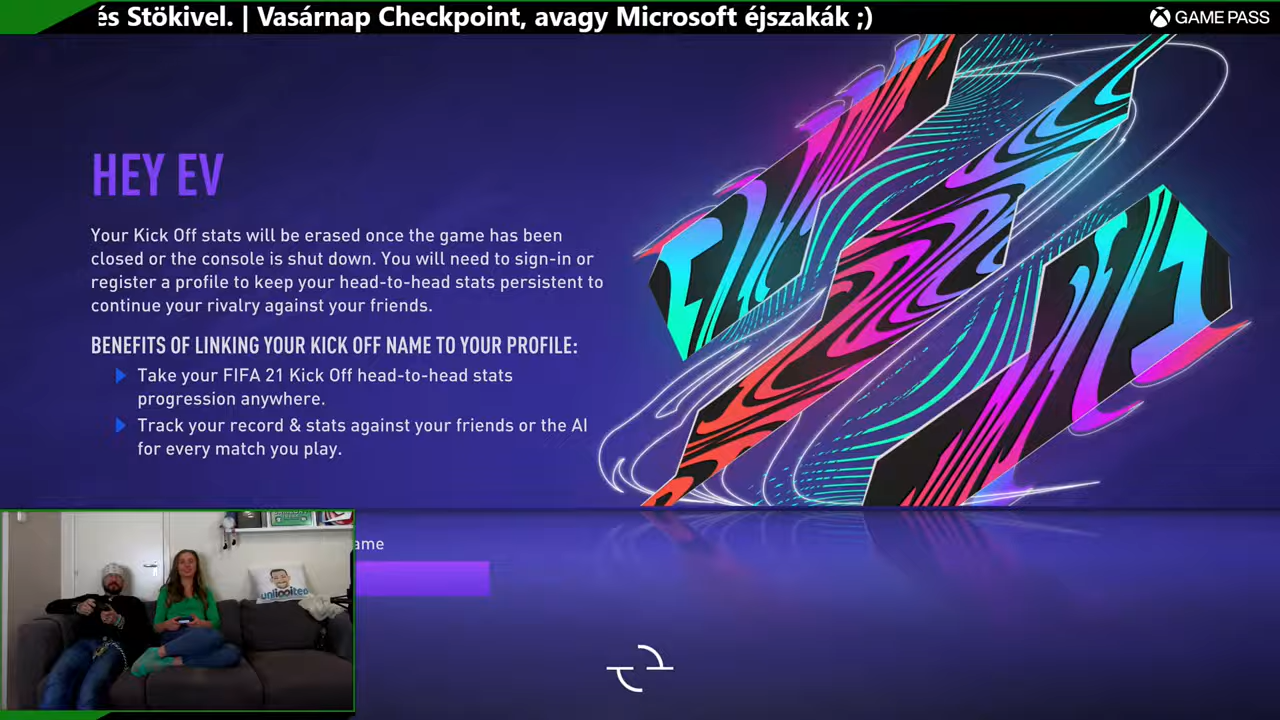 és Stökivel. | Vasárnap Checkpoint, avagy Microsoft éjszakák ;)
GAME PASS
HEY EV
Your Kick Off stats will be erased once the game has been
closed or the console is shut down. You will need to sign-in or
register a profile to keep your head-to-head stats persistent to
continue your rivalry against your friends.
BENEFITS OF LINKING YOUR KICK OFF NAME TO YOUR PROFILE:
Take your FIFA 21 Kick Off head-to-head stats
progression anywhere.
Track your record & stats against your friends or the AI
for every match you play.
ame